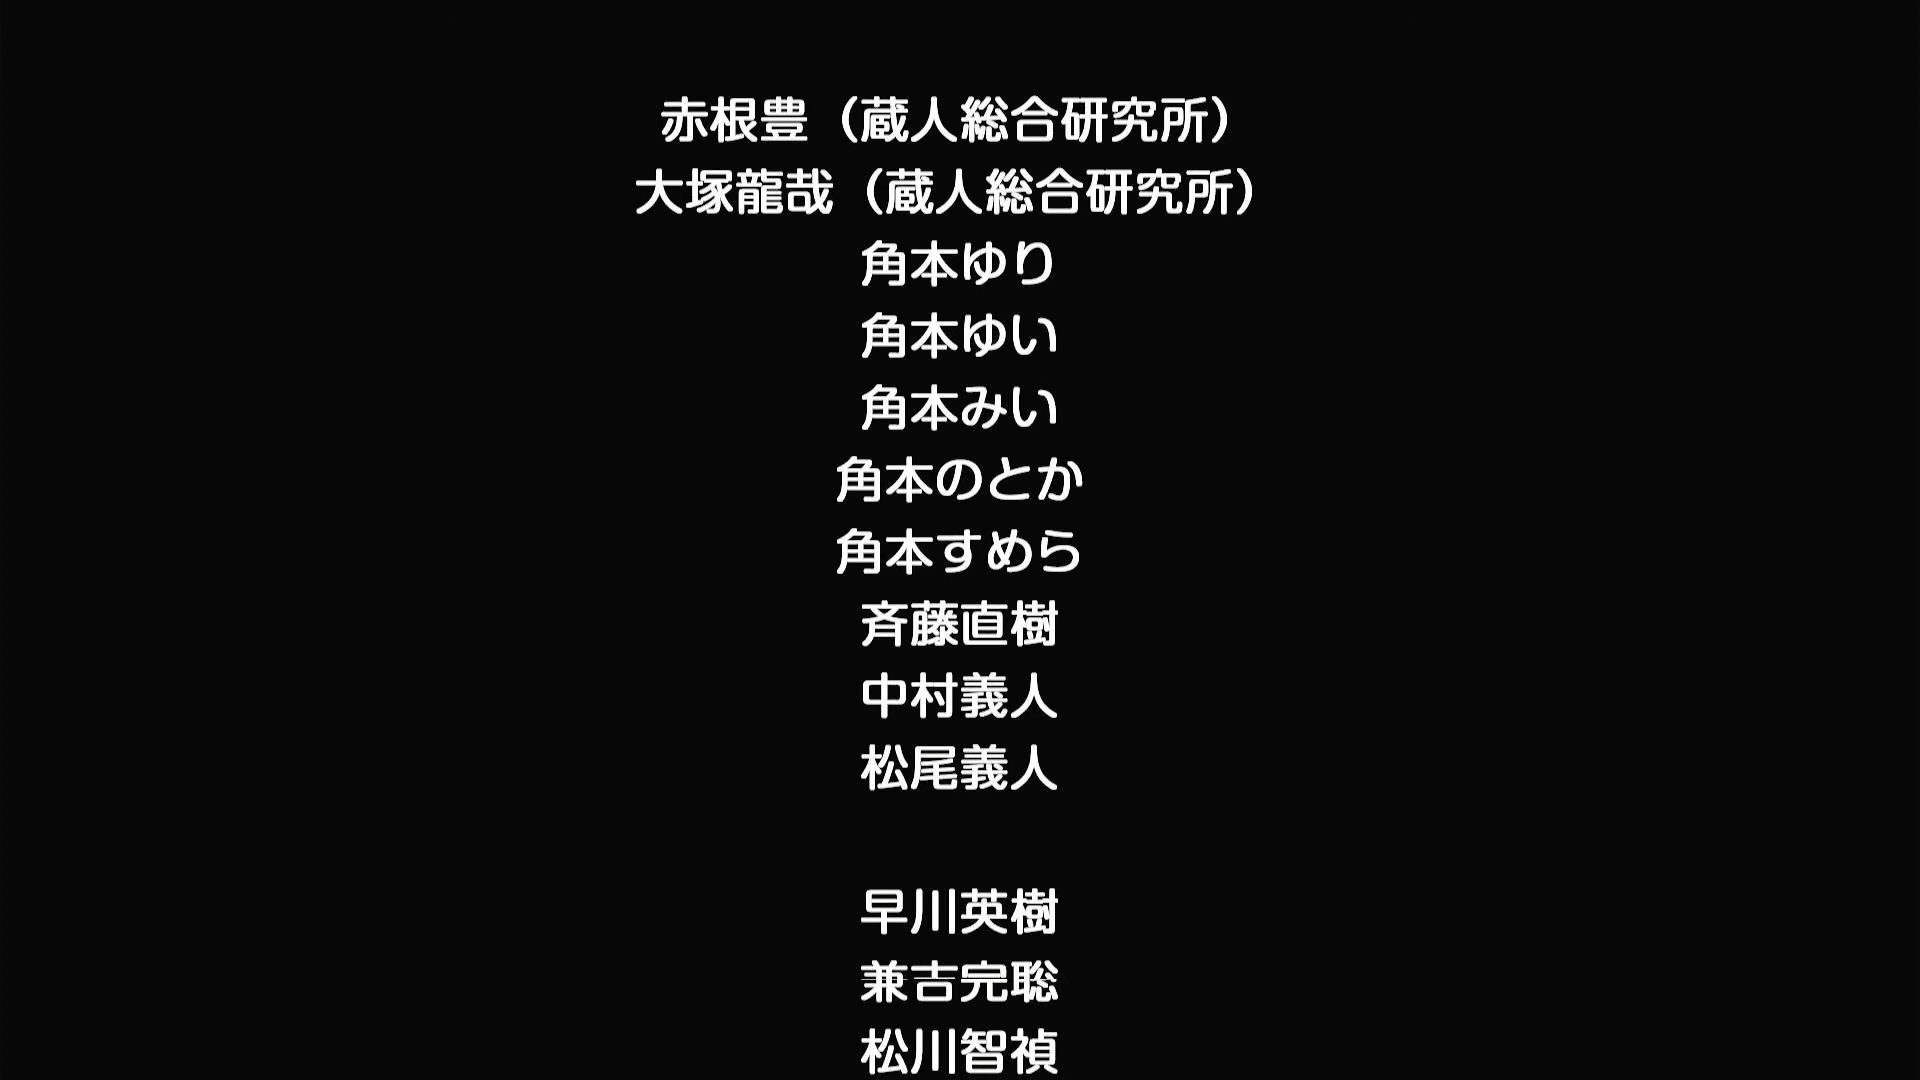 赤根豊（蔵人総合研究所）
大塚龍哉（蔵人総合研究所）
角本ゆり
角本ゆい
角本みい
角本のとか
角本すめら
斉藤直樹
中村義人
松尾義人
早川英樹
兼吉完聡
松川智禎